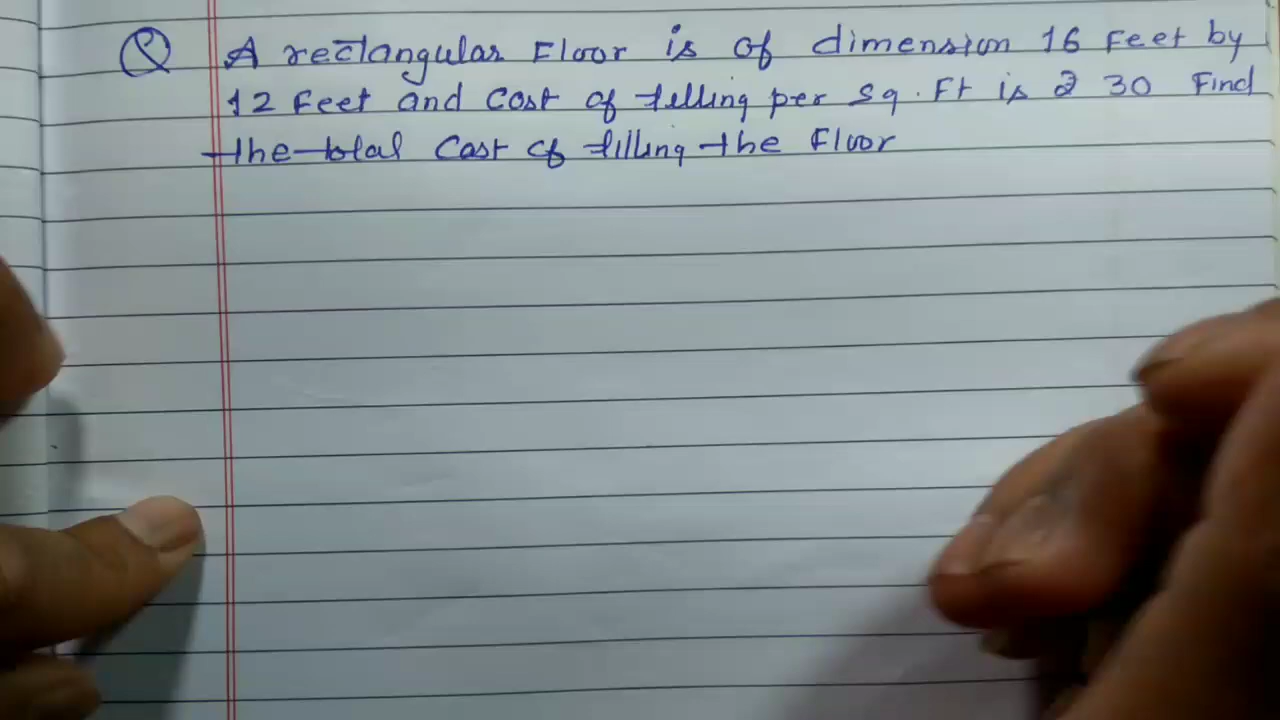 Q A rectangular Floor is of dimension 16 Feet by
12 Feet and Cost of tilling per Sq. Ft is ₹ 30 Find
the total Cost of tilling the Floor